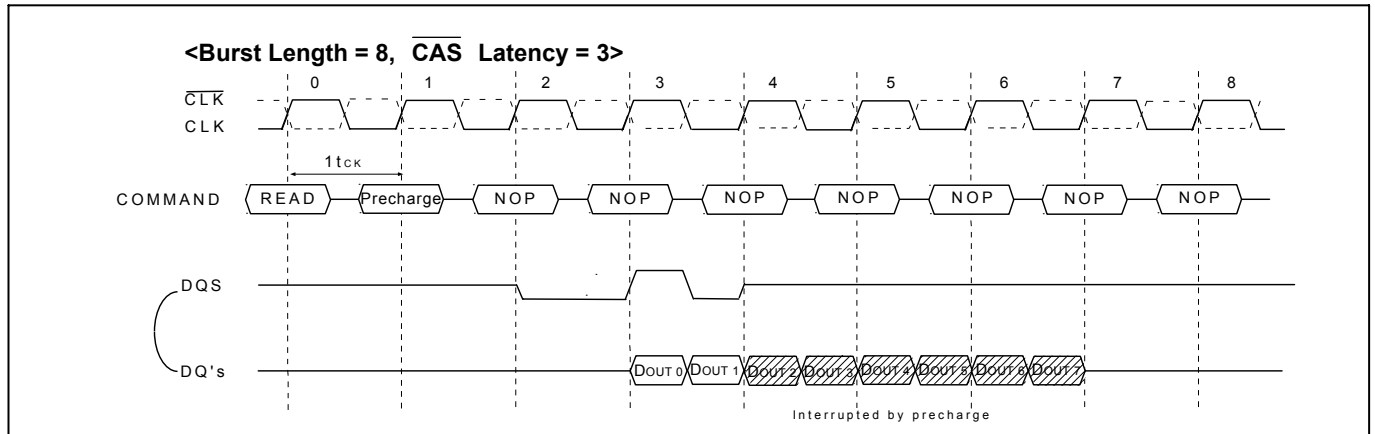 <Burst Length = 8, CAS Latency = 3>
0 1 2 3 4 5 6 7 8
CLK
CLK
1tCK
COMMAND READ Precharge NOP NOP NOP NOP NOP NOP NOP
DQS
DQ's DOUT 0 DOUT 1 DOUT 2 DOUT 3 DOUT 4 DOUT 5 DOUT 6 DOUT 7
Interrupted by precharge